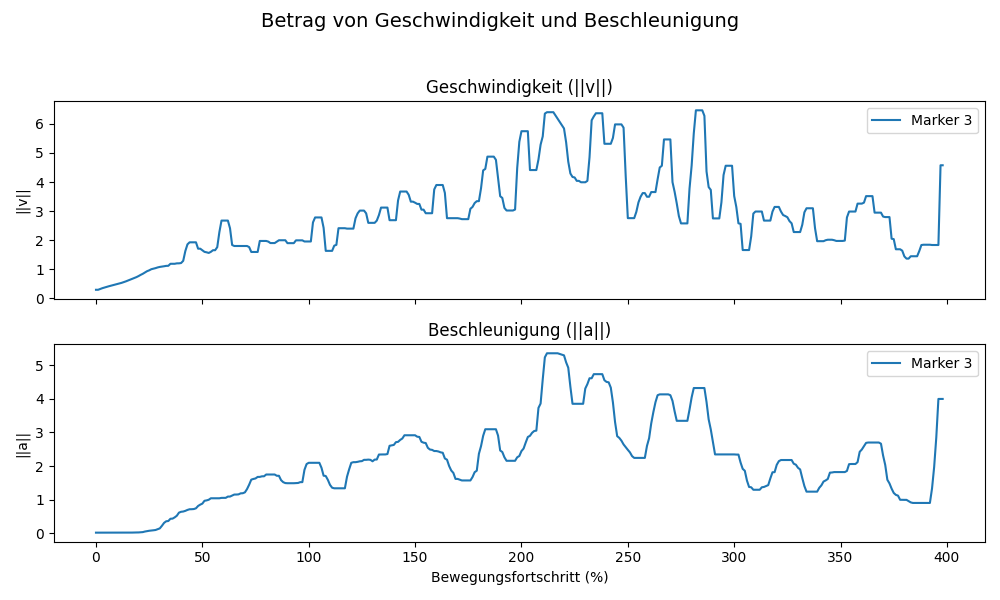 Betrag von Geschwindigkeit und Beschleunigung
Geschwindigkeit (||v||)
Marker 3
||v||
6
5
4
3
2
1
0
Beschleunigung (||a||)
Marker 3
||a||
5
4
3
2
1
0
0 50 100 150 200 250 300 350 400
Bewegungsfortschritt (%)